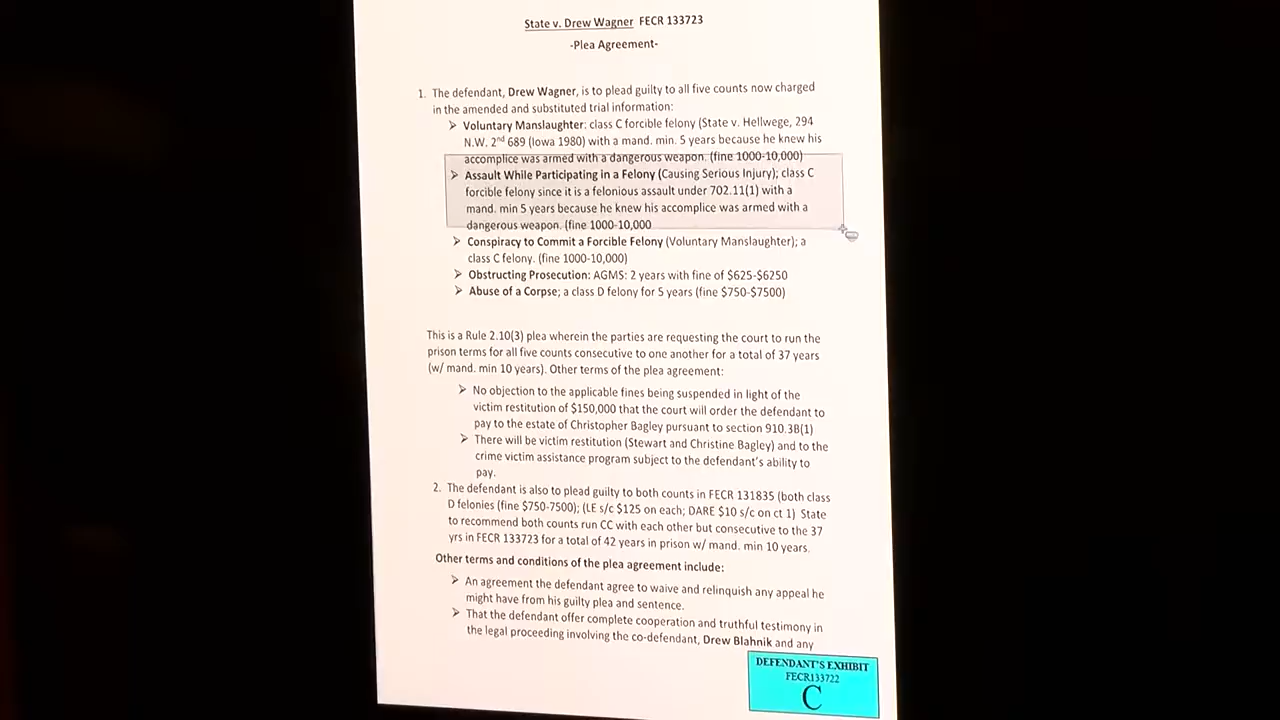 State v. Drew Wagner FECR 133723
-Plea Agreement-
1. The defendant, Drew Wagner, is to plead guilty to all five counts now charged
in the amended and substituted trial information:
➢ Voluntary Manslaughter: class C forcible felony (State v. Hellwege, 294
N.W. 2nd 689 (Iowa 1980) with a mand. min. 5 years because he knew his
accomplice was armed with a dangerous weapon. (fine 1000-10,000)
➢ Assault While Participating in a Felony (Causing Serious Injury); class C
forcible felony since it is a felonious assault under 702.11(1) with a
mand. min 5 years because he knew his accomplice was armed with a
dangerous weapon. (fine 1000-10,000
➢ Conspiracy to Commit a Forcible Felony (Voluntary Manslaughter); a
class C felony. (fine 1000-10,000)
➢ Obstructing Prosecution: AGMS: 2 years with fine of $625-$6250
➢ Abuse of a Corpse; a class D felony for 5 years (fine $750-$7500)
This is a Rule 2.10(3) plea wherein the parties are requesting the court to run the
prison terms for all five counts consecutive to one another for a total of 37 years
(w/ mand. min 10 years). Other terms of the plea agreement:
➢ No objection to the applicable fines being suspended in light of the
victim restitution of $150,000 that the court will order the defendant to
pay to the estate of Christopher Bagley pursuant to section 910.3B(1)
➢ There will be victim restitution (Stewart and Christine Bagley) and to the
crime victim assistance program subject to the defendant's ability to
pay.
2. The defendant is also to plead guilty to both counts in FECR 131835 (both class
D felonies (fine $750-7500); (LE s/c $125 on each; DARE $10 s/c on ct 1) State
to recommend both counts run CC with each other but consecutive to the 37
yrs in FECR 133723 for a total of 42 years in prison w/ mand. min 10 years.
Other terms and conditions of the plea agreement include:
➢ An agreement the defendant agree to waive and relinquish any appeal he
might have from his guilty plea and sentence.
➢ That the defendant offer complete cooperation and truthful testimony in
the legal proceeding involving the co-defendant, Drew Blahnik and any
DEFENDANT'S EXHIBIT
FECR133722
C